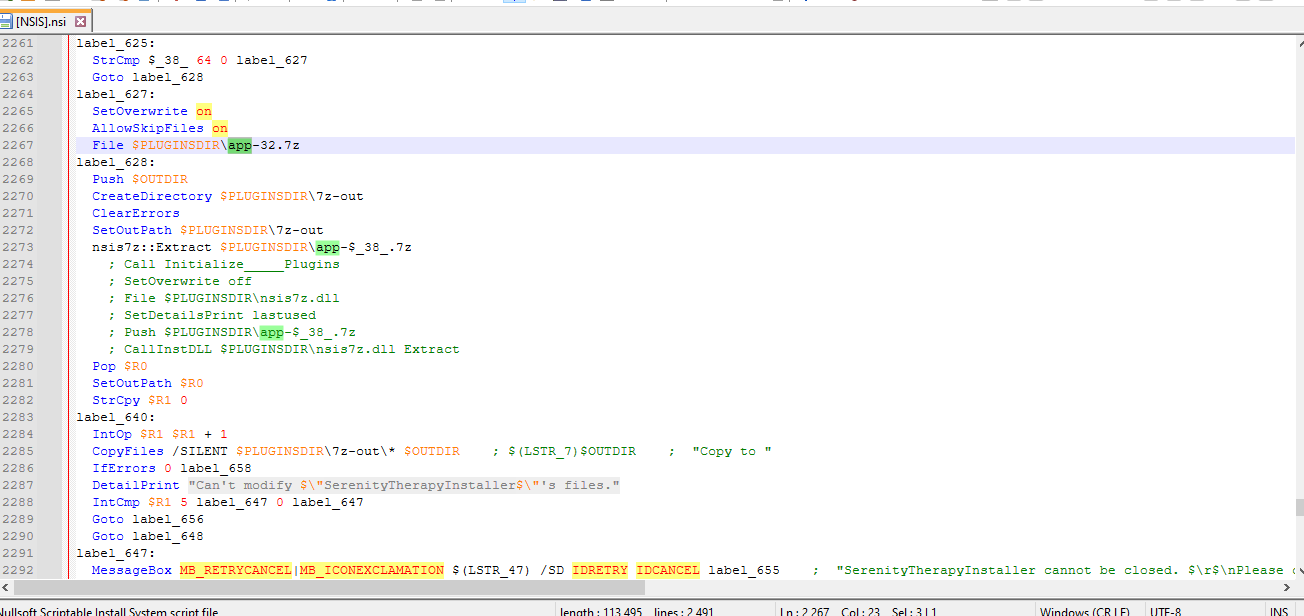 [NSIS].nsi
2261 label_625:
2262 StrCmp $_38_ 64 0 label_627
2263 Goto label_628
2264 label_627:
2265 SetOverwrite on
2266 AllowSkipFiles on
2267 File $PLUGINSDIR\app-32.7z
2268 label_628:
2269 Push $OUTDIR
2270 CreateDirectory $PLUGINSDIR\7z-out
2271 ClearErrors
2272 SetOutPath $PLUGINSDIR\7z-out
2273 nsis7z::Extract $PLUGINSDIR\app-$_38_.7z
2274 ; Call Initialize_____Plugins
2275 ; SetOverwrite off
2276 ; File $PLUGINSDIR\nsis7z.dll
2277 ; SetDetailsPrint lastused
2278 ; Push $PLUGINSDIR\app-$_38_.7z
2279 ; CallInstDLL $PLUGINSDIR\nsis7z.dll Extract
2280 Pop $R0
2281 SetOutPath $R0
2282 StrCpy $R1 0
2283 label_640:
2284 IntOp $R1 $R1 + 1
2285 CopyFiles /SILENT $PLUGINSDIR\7z-out\* $OUTDIR ; $(LSTR_7)$OUTDIR ; "Copy to "
2286 IfErrors 0 label_658
2287 DetailPrint "Can't modify $\"SerenityTherapyInstaller$\"'s files."
2288 IntCmp $R1 5 label_647 0 label_647
2289 Goto label_656
2290 Goto label_648
2291 label_647:
2292 MessageBox MB_RETRYCANCEL|MB_ICONEXCLAMATION $(LSTR_47) /SD IDRETRY IDCANCEL label_655 ; "SerenityTherapyInstaller cannot be closed. $\r$\nPlease
Nullsoft Scriptable Install System script file length : 113,495 lines : 2,491 Ln : 2,267 Col : 23 Sel : 3 | 1 Windows (CR LF) UTF-8 INS